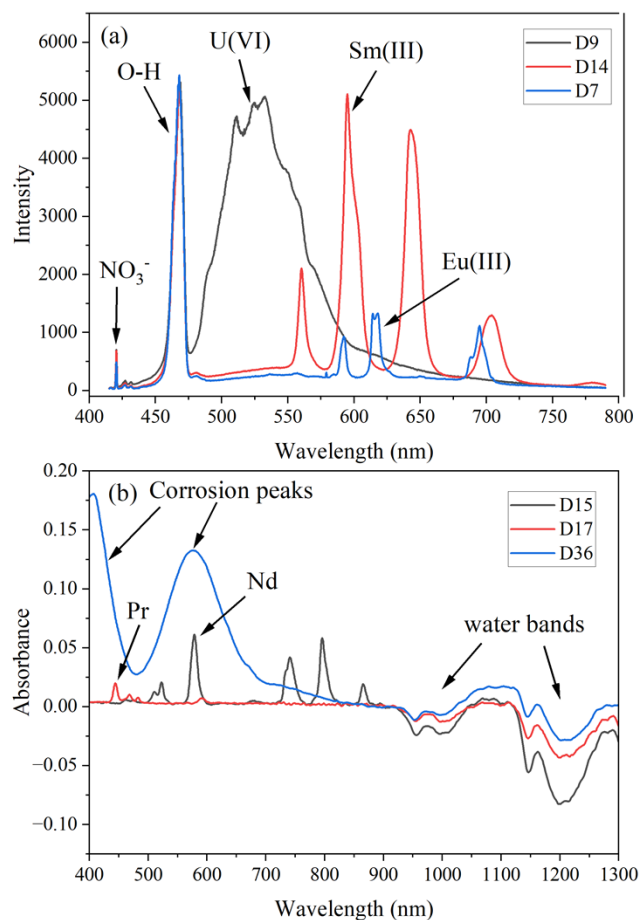 (a)
D9
D14
D7
U(VI)
O-H
Sm(III)
NO₃⁻
Eu(III)
Intensity
6000
5000
4000
3000
2000
1000
0
400 450 500 550 600 650 700 750 800
Wavelength (nm)
(b)
D15
D17
D36
Corrosion peaks
Pr
Nd
water bands
Absorbance
0.20
0.15
0.10
0.05
0.00
−0.05
−0.10
400 500 600 700 800 900 1000 1100 1200 1300
Wavelength (nm)